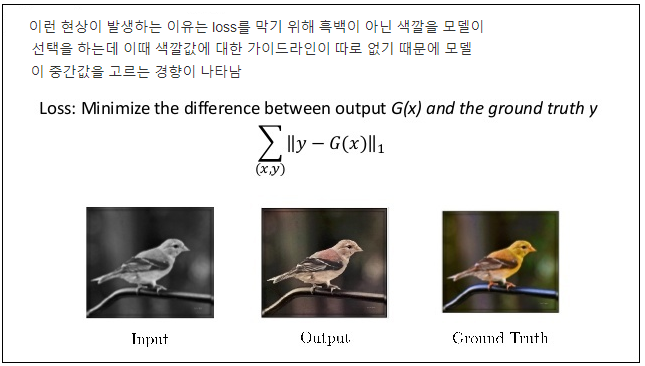 이런 현상이 발생하는 이유는 loss를 막기 위해 흑백이 아닌 색깔을 모델이
선택을 하는데 이때 색깔값에 대한 가이드라인이 따로 없기 때문에 모델
이 중간값을 고르는 경향이 나타남
Loss: Minimize the difference between output G(x) and the ground truth y
∑ ‖y − G(x)‖₁
(x,y)
Input Output Ground Truth